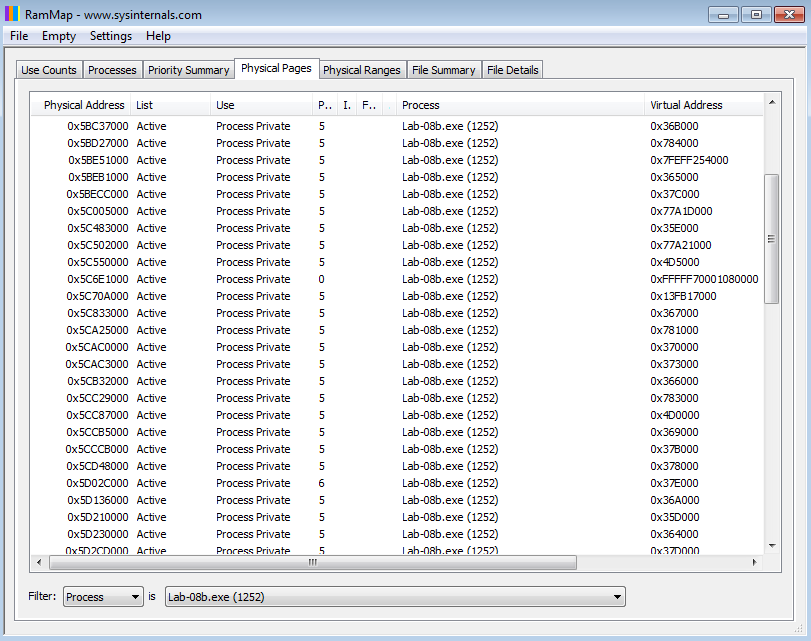 RamMap - www.sysinternals.com
File Empty Settings Help
Use Counts Processes Priority Summary Physical Pages Physical Ranges File Summary File Details
Physical Address List Use P.. I. F.. Process Virtual Address
0x5BC37000 Active Process Private 5 Lab-08b.exe (1252) 0x36B000
0x5BD27000 Active Process Private 5 Lab-08b.exe (1252) 0x784000
0x5BE51000 Active Process Private 5 Lab-08b.exe (1252) 0x7FEFF254000
0x5BEB1000 Active Process Private 5 Lab-08b.exe (1252) 0x365000
0x5BECC000 Active Process Private 5 Lab-08b.exe (1252) 0x37C000
0x5C005000 Active Process Private 5 Lab-08b.exe (1252) 0x77A1D000
0x5C483000 Active Process Private 5 Lab-08b.exe (1252) 0x35E000
0x5C502000 Active Process Private 5 Lab-08b.exe (1252) 0x77A21000
0x5C550000 Active Process Private 5 Lab-08b.exe (1252) 0x4D5000
0x5C6E1000 Active Process Private 0 Lab-08b.exe (1252) 0xFFFFF70001080000
0x5C70A000 Active Process Private 5 Lab-08b.exe (1252) 0x13FB17000
0x5C833000 Active Process Private 5 Lab-08b.exe (1252) 0x367000
0x5CA25000 Active Process Private 5 Lab-08b.exe (1252) 0x781000
0x5CAC0000 Active Process Private 5 Lab-08b.exe (1252) 0x370000
0x5CAC3000 Active Process Private 5 Lab-08b.exe (1252) 0x373000
0x5CB32000 Active Process Private 5 Lab-08b.exe (1252) 0x366000
0x5CC29000 Active Process Private 5 Lab-08b.exe (1252) 0x783000
0x5CC87000 Active Process Private 5 Lab-08b.exe (1252) 0x4D0000
0x5CCB5000 Active Process Private 5 Lab-08b.exe (1252) 0x369000
0x5CCCB000 Active Process Private 5 Lab-08b.exe (1252) 0x37B000
0x5CD48000 Active Process Private 5 Lab-08b.exe (1252) 0x378000
0x5D02C000 Active Process Private 6 Lab-08b.exe (1252) 0x37E000
0x5D136000 Active Process Private 5 Lab-08b.exe (1252) 0x36A000
0x5D210000 Active Process Private 5 Lab-08b.exe (1252) 0x35D000
0x5D230000 Active Process Private 5 Lab-08b.exe (1252) 0x364000
0x5D2CD000 Active Process Private 5 Lab-08b.exe (1252) 0x37D000
Filter: Process is Lab-08b.exe (1252)